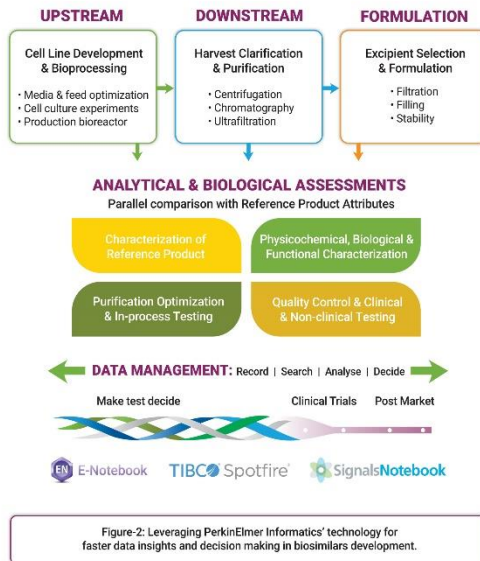 UPSTREAM
DOWNSTREAM
FORMULATION
Cell Line Development
& Bioprocessing
• Media & feed optimization
• Cell culture experiments
• Production bioreactor
Harvest Clarification
& Purification
• Centrifugation
• Chromatography
• Ultrafiltration
Excipient Selection
& Formulation
• Filtration
• Filling
• Stability
ANALYTICAL & BIOLOGICAL ASSESSMENTS
Parallel comparison with Reference Product Attributes
Characterization of
Reference Product
Physicochemical, Biological &
Functional Characterization
Purification Optimization
& In-process Testing
Quality Control & Clinical
& Non-clinical Testing
DATA MANAGEMENT: Record | Search | Analyse | Decide
Make test decide
Clinical Trials
Post Market
EN E-Notebook
TIBCO Spotfire®
SignalsNotebook
Figure-2: Leveraging PerkinElmer Informatics’ technology for
faster data insights and decision making in biosimilars development.